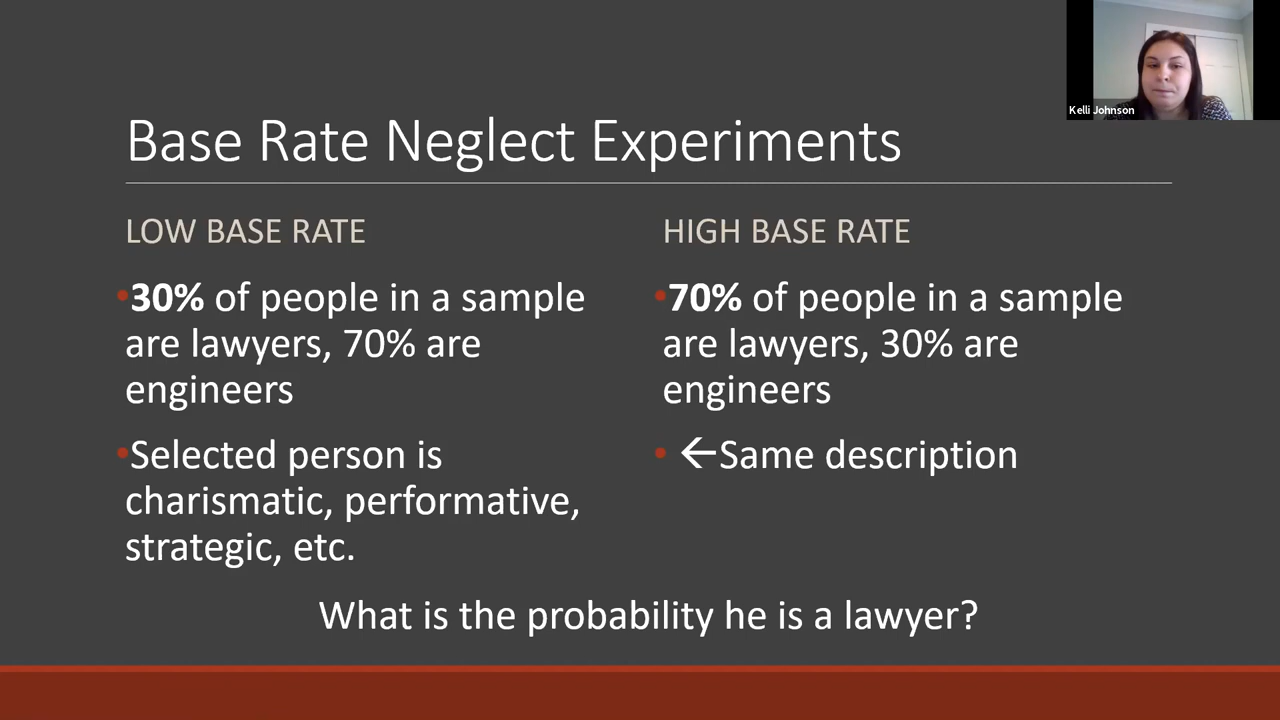 Kelli Johnson
Base Rate Neglect Experiments
LOW BASE RATE
•30% of people in a sample
are lawyers, 70% are
engineers
•Selected person is
charismatic, performative,
strategic, etc.
HIGH BASE RATE
•70% of people in a sample
are lawyers, 30% are
engineers
• ←Same description
What is the probability he is a lawyer?